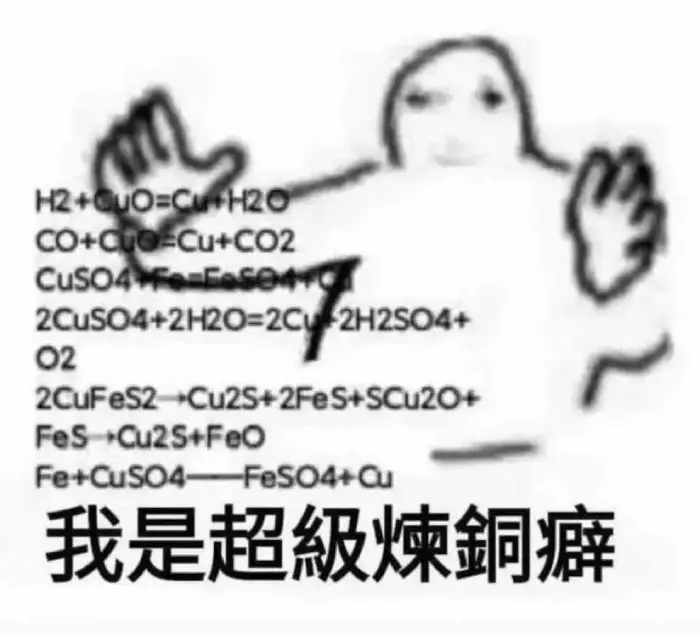 H2+CuO=Cu+H2O
CO+CuO=Cu+CO2
CuSO4+Fe=FeSO4+Cu
2CuSO4+2H2O=2Cu+2H2SO4+
O2
2CuFeS2→Cu2S+2FeS+SCu2O+
FeS→Cu2S+FeO
Fe+CuSO4——FeSO4+Cu
我是超級煉銅癖